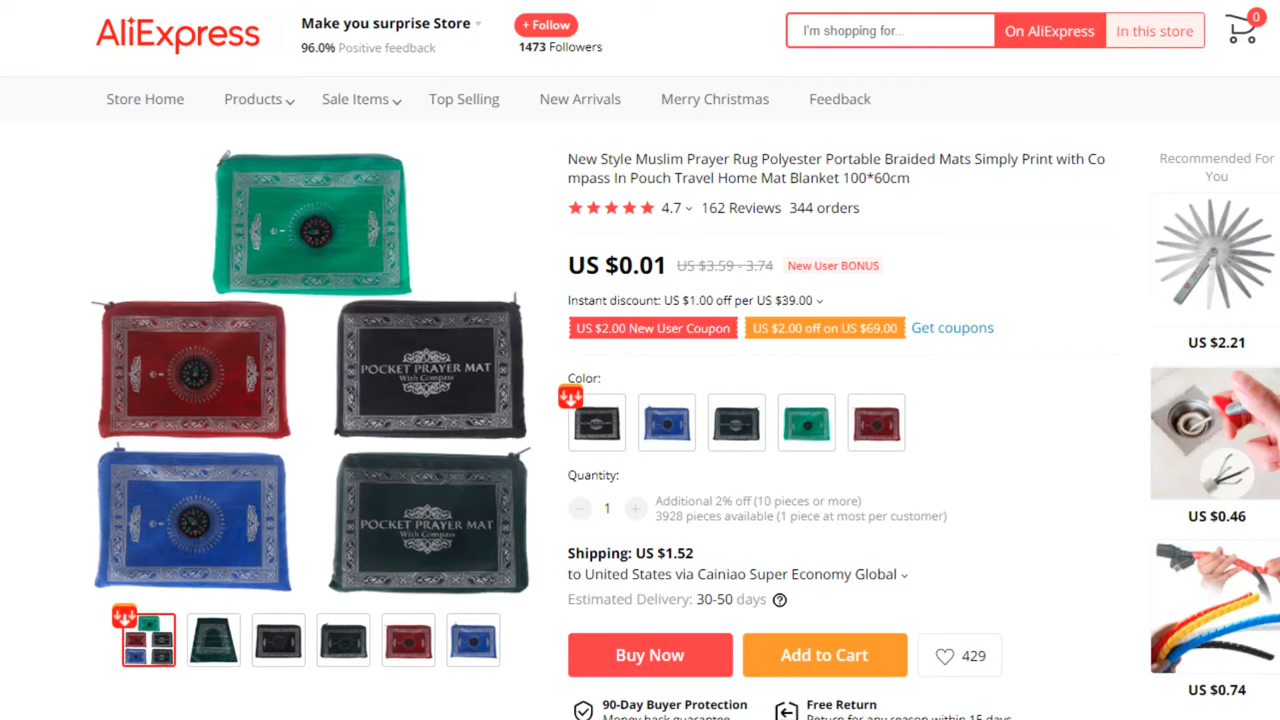 AliExpress
Make you surprise Store
96.0% Positive feedback
+ Follow
1473 Followers
I'm shopping for...
On AliExpress
In this store
0
Store Home
Products
Sale Items
Top Selling
New Arrivals
Merry Christmas
Feedback
POCKET PRAYER MAT
With Compass
POCKET PRAYER MAT
With Compass
New Style Muslim Prayer Rug Polyester Portable Braided Mats Simply Print with Co
mpass In Pouch Travel Home Mat Blanket 100*60cm
4.7
162 Reviews
344 orders
US $0.01
US $3.59 - 3.74
New User BONUS
Instant discount: US $1.00 off per US $39.00
US $2.00 New User Coupon
US $2.00 off on US $69.00
Get coupons
Color:
Quantity:
1
Additional 2% off (10 pieces or more)
3928 pieces available (1 piece at most per customer)
Shipping: US $1.52
to United States via Cainiao Super Economy Global
Estimated Delivery: 30-50 days
Buy Now
Add to Cart
429
90-Day Buyer Protection
Money back guarantee
Free Return
Return for any reason within 15 days
Recommended For
You
US $2.21
US $0.46
US $0.74